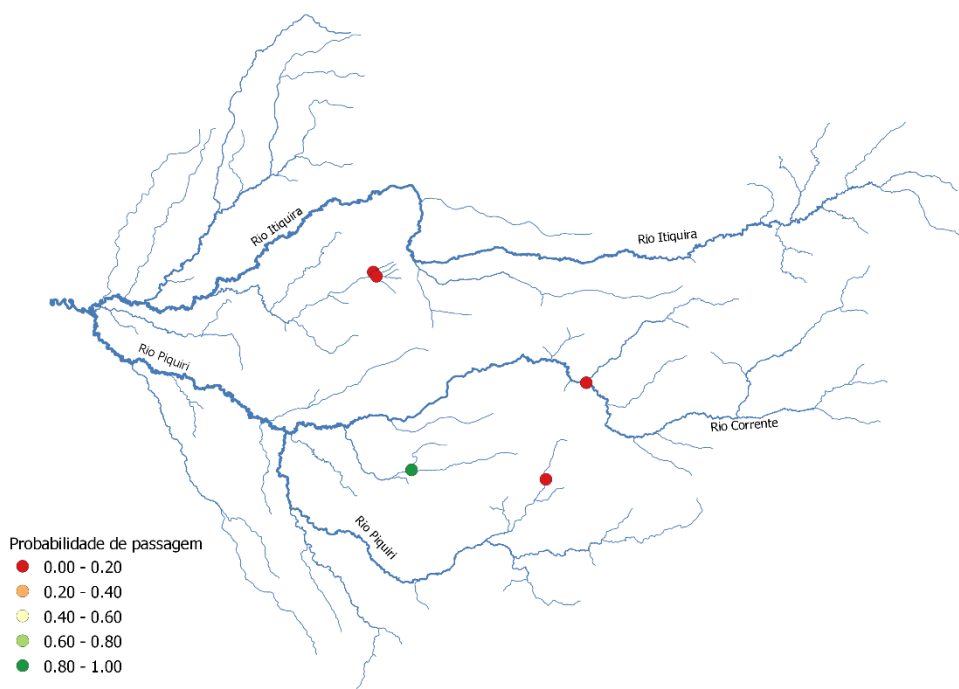 Rio Itiquira
Rio Itiquira
Rio Piquiri
Rio Corrente
Rio Piquiri
Probabilidade de passagem
0.00 - 0.20
0.20 - 0.40
0.40 - 0.60
0.60 - 0.80
0.80 - 1.00